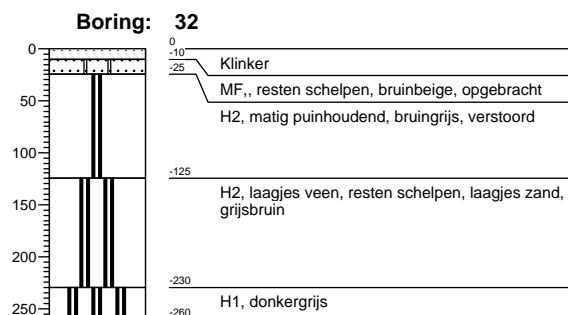 Boring: 32
0
0
-10
Klinker
-25
MF,, resten schelpen, bruinbeige, opgebracht
50
H2, matig puinhoudend, bruingrijs, verstoord
100
-125
H2, laagjes veen, resten schelpen, laagjes zand,
grijsbruin
150
200
-230
H1, donkergrijs
250
-260